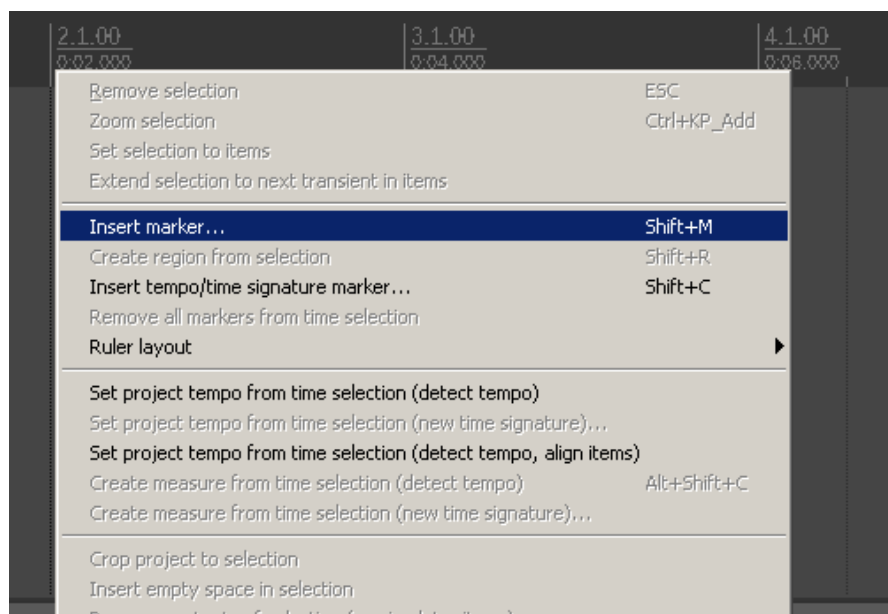 2.1.00 3.1.00 4.1.00
0:02.000 0:04.000 0:06.000
Remove selection ESC
Zoom selection Ctrl+KP_Add
Set selection to items
Extend selection to next transient in items
Insert marker... Shift+M
Create region from selection Shift+R
Insert tempo/time signature marker... Shift+C
Remove all markers from time selection
Ruler layout
Set project tempo from time selection (detect tempo)
Set project tempo from time selection (new time signature)...
Set project tempo from time selection (detect tempo, align items)
Create measure from time selection (detect tempo) Alt+Shift+C
Create measure from time selection (new time signature)...
Crop project to selection
Insert empty space in selection